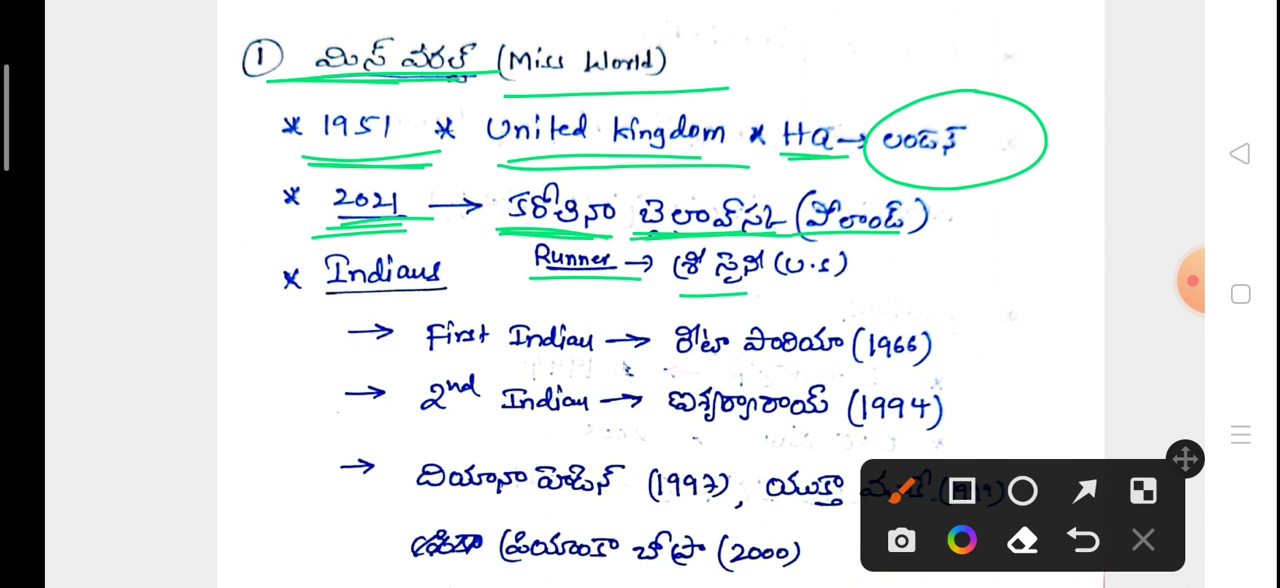 ① మిస్ వరల్డ్ (Miss World)
* 1951 * United kingdom * HQ → లండన్
* 2021 → కరోలినా బైలావ్‌స్కా (పోలాండ్)
Runner → శ్రీ సైనీ (U.S)
* Indians
→ First Indian → రీటా ఫారియా (1966)
→ 2nd Indian → ఐశ్వర్యారాయ్ (1994)
→ దియానా హెడెన్ (1997), యుక్తా
ప్రియాంకా చోప్రా (2000)